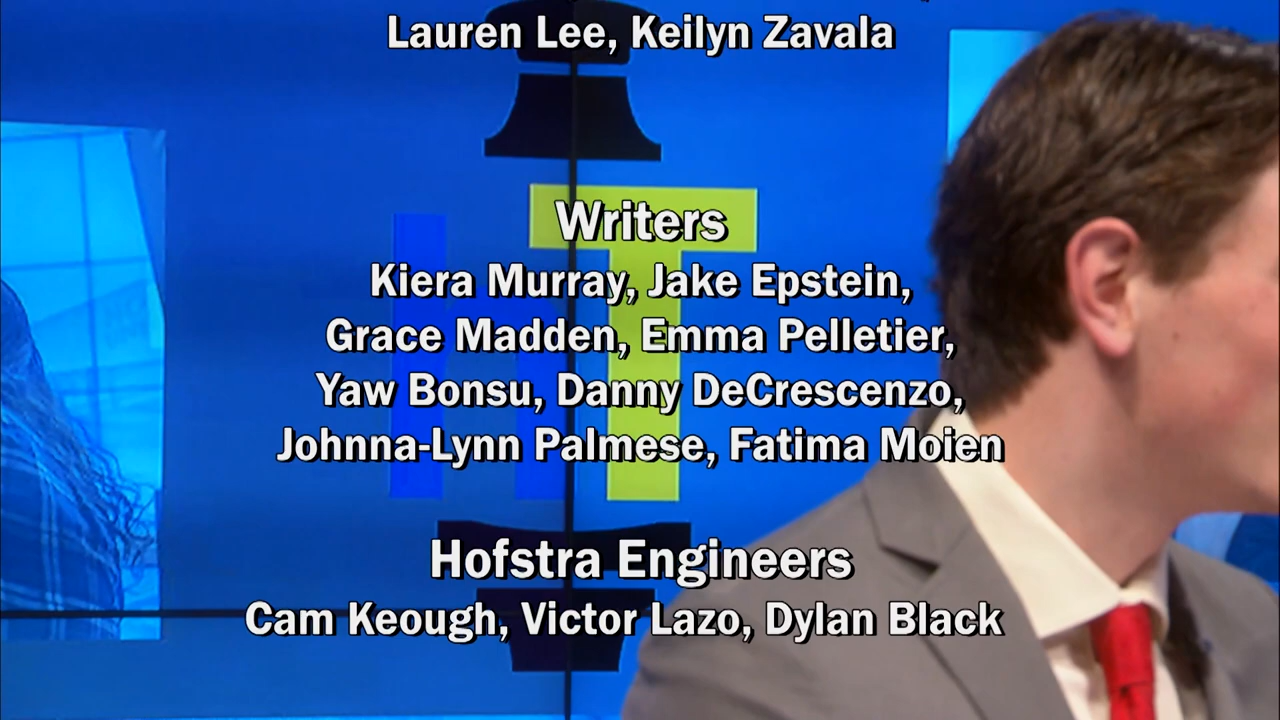 Lauren Lee, Keilyn Zavala
Writers
Kiera Murray, Jake Epstein,
Grace Madden, Emma Pelletier,
Yaw Bonsu, Danny DeCrescenzo,
Johnna-Lynn Palmese, Fatima Moien
Hofstra Engineers
Cam Keough, Victor Lazo, Dylan Black